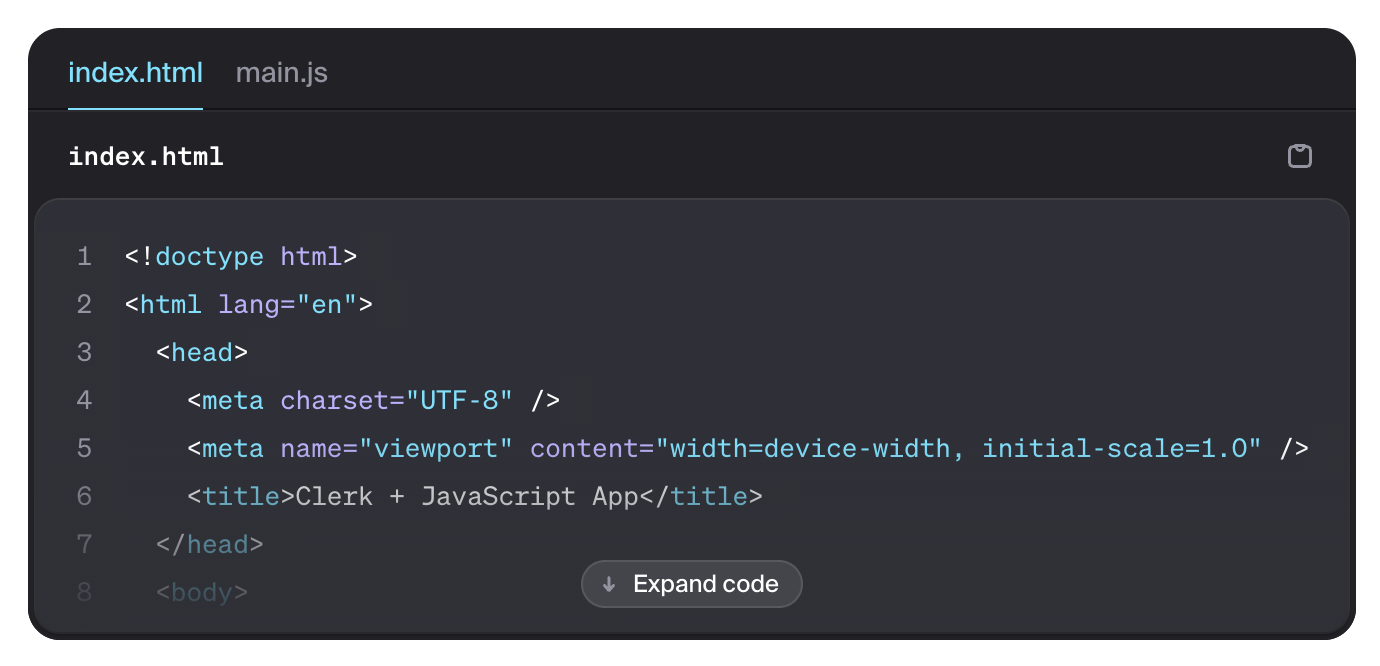 index.html main.js
index.html
1 <!doctype html>
2 <html lang="en">
3   <head>
4     <meta charset="UTF-8" />
5     <meta name="viewport" content="width=device-width, initial-scale=1.0" />
6     <title>Clerk + JavaScript App</title>
7   </head>
8   <body>
Expand code